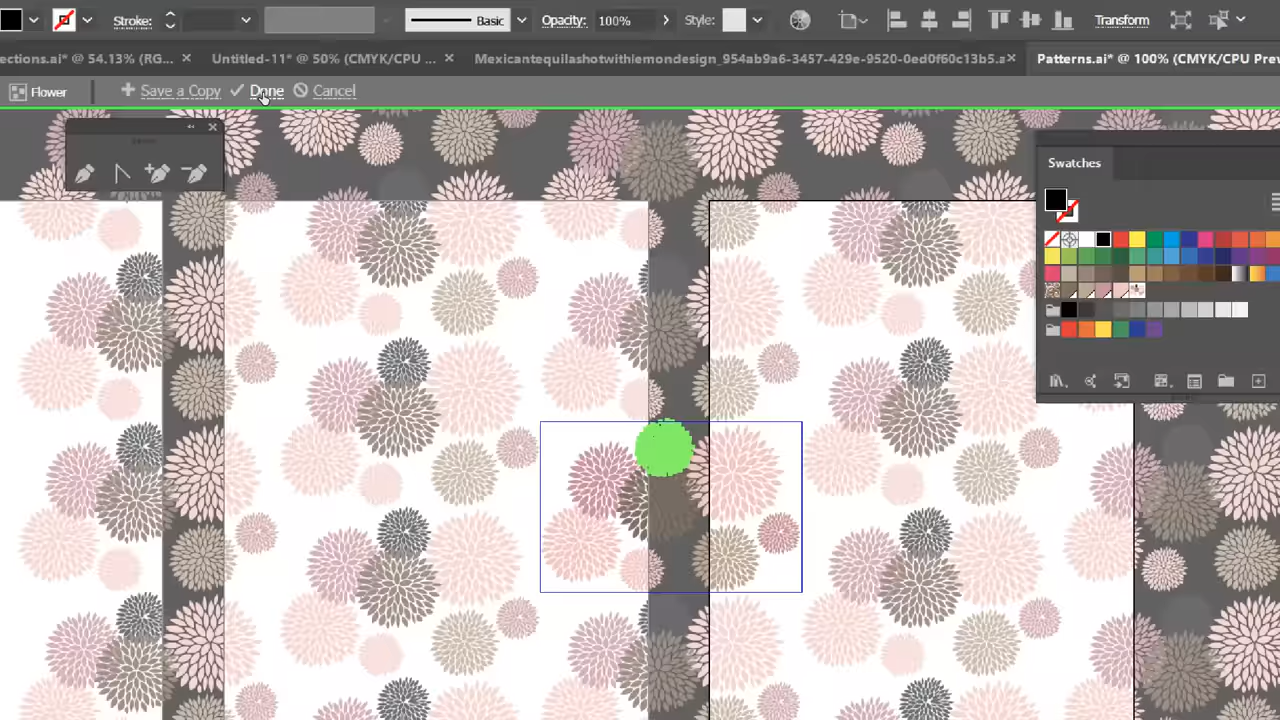 Stroke:
Basic
Opacity:
100%
Style:
Transform
ections.ai* @ 54.13% (RG...
Untitled-11* @ 50% (CMYK/CPU ...
Mexicantequilashotwithlemondesign_954ab9a6-3457-429e-9520-0ed0f60c13f5.a
Patterns.ai* @ 100% (CMYK/CPU Prev
Flower
Save a Copy
Done
Cancel
Swatches